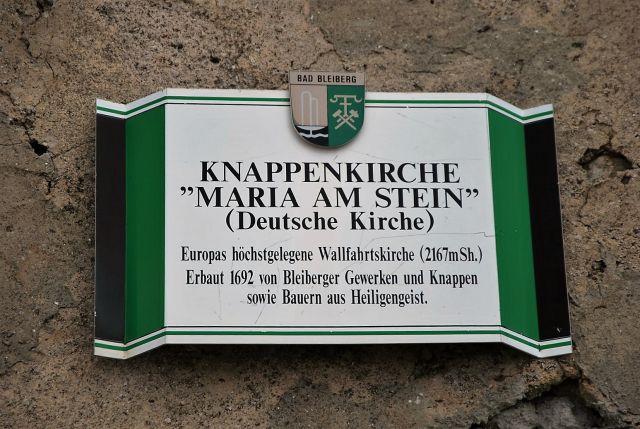 BAD BLEIBERG
KNAPPENKIRCHE
”MARIA AM STEIN”
(Deutsche Kirche)
Europas höchstgelegene Wallfahrtskirche (2167mSh.)
Erbaut 1692 von Bleiberger Gewerken und Knappen
sowie Bauern aus Heiligengeist.